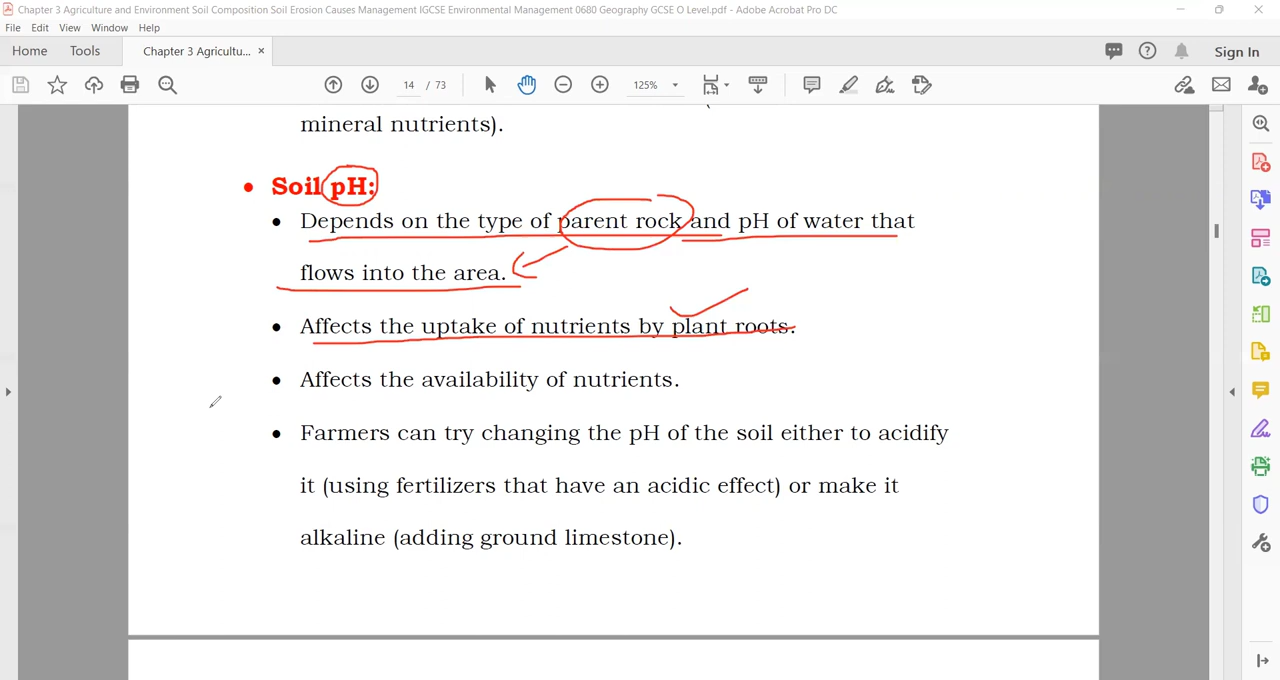 Chapter 3 Agriculture and Environment Soil Composition Soil Erosion Causes Management IGCSE Environmental Management 0680 Geography GCSE O Level.pdf - Adobe Acrobat Pro DC
File Edit View Window Help
Home Tools Chapter 3 Agricultu... × Sign In
14 / 73 125%
mineral nutrients).
• Soil pH:
• Depends on the type of parent rock and pH of water that
flows into the area.
• Affects the uptake of nutrients by plant roots.
• Affects the availability of nutrients.
• Farmers can try changing the pH of the soil either to acidify
it (using fertilizers that have an acidic effect) or make it
alkaline (adding ground limestone).